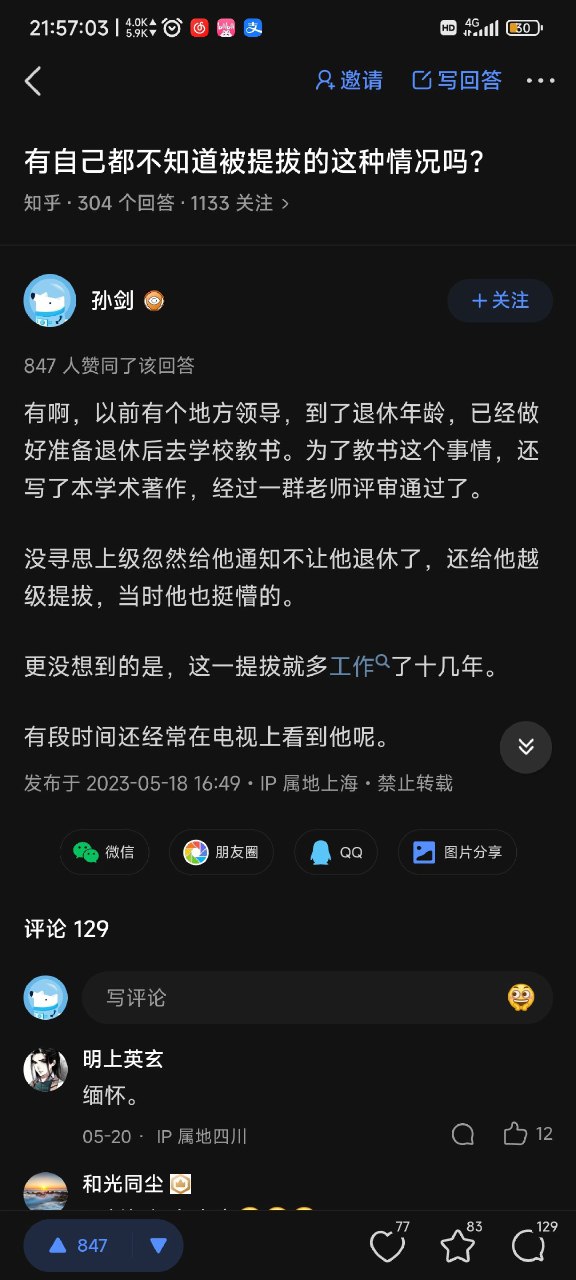 21:57:03 | 4.0K 5.9K HD 4G 30
邀请 写回答
有自己都不知道被提拔的这种情况吗？
知乎 · 304 个回答 · 1133 关注
孙剑
+关注
847 人赞同了该回答
有啊，以前有个地方领导，到了退休年龄，已经做
好准备退休后去学校教书。为了教书这个事情，还
写了本学术著作，经过一群老师评审通过了。
没寻思上级忽然给他通知不让他退休了，还给他越
级提拔，当时他也挺懵的。
更没想到的是，这一提拔就多工作了十几年。
有段时间还经常在电视上看到他呢。
发布于 2023-05-18 16:49 · IP 属地上海 · 禁止转载
微信 朋友圈 QQ 图片分享
评论 129
写评论
明上英玄
缅怀。
05-20 · IP 属地四川 12
和光同尘
847 77 83 129